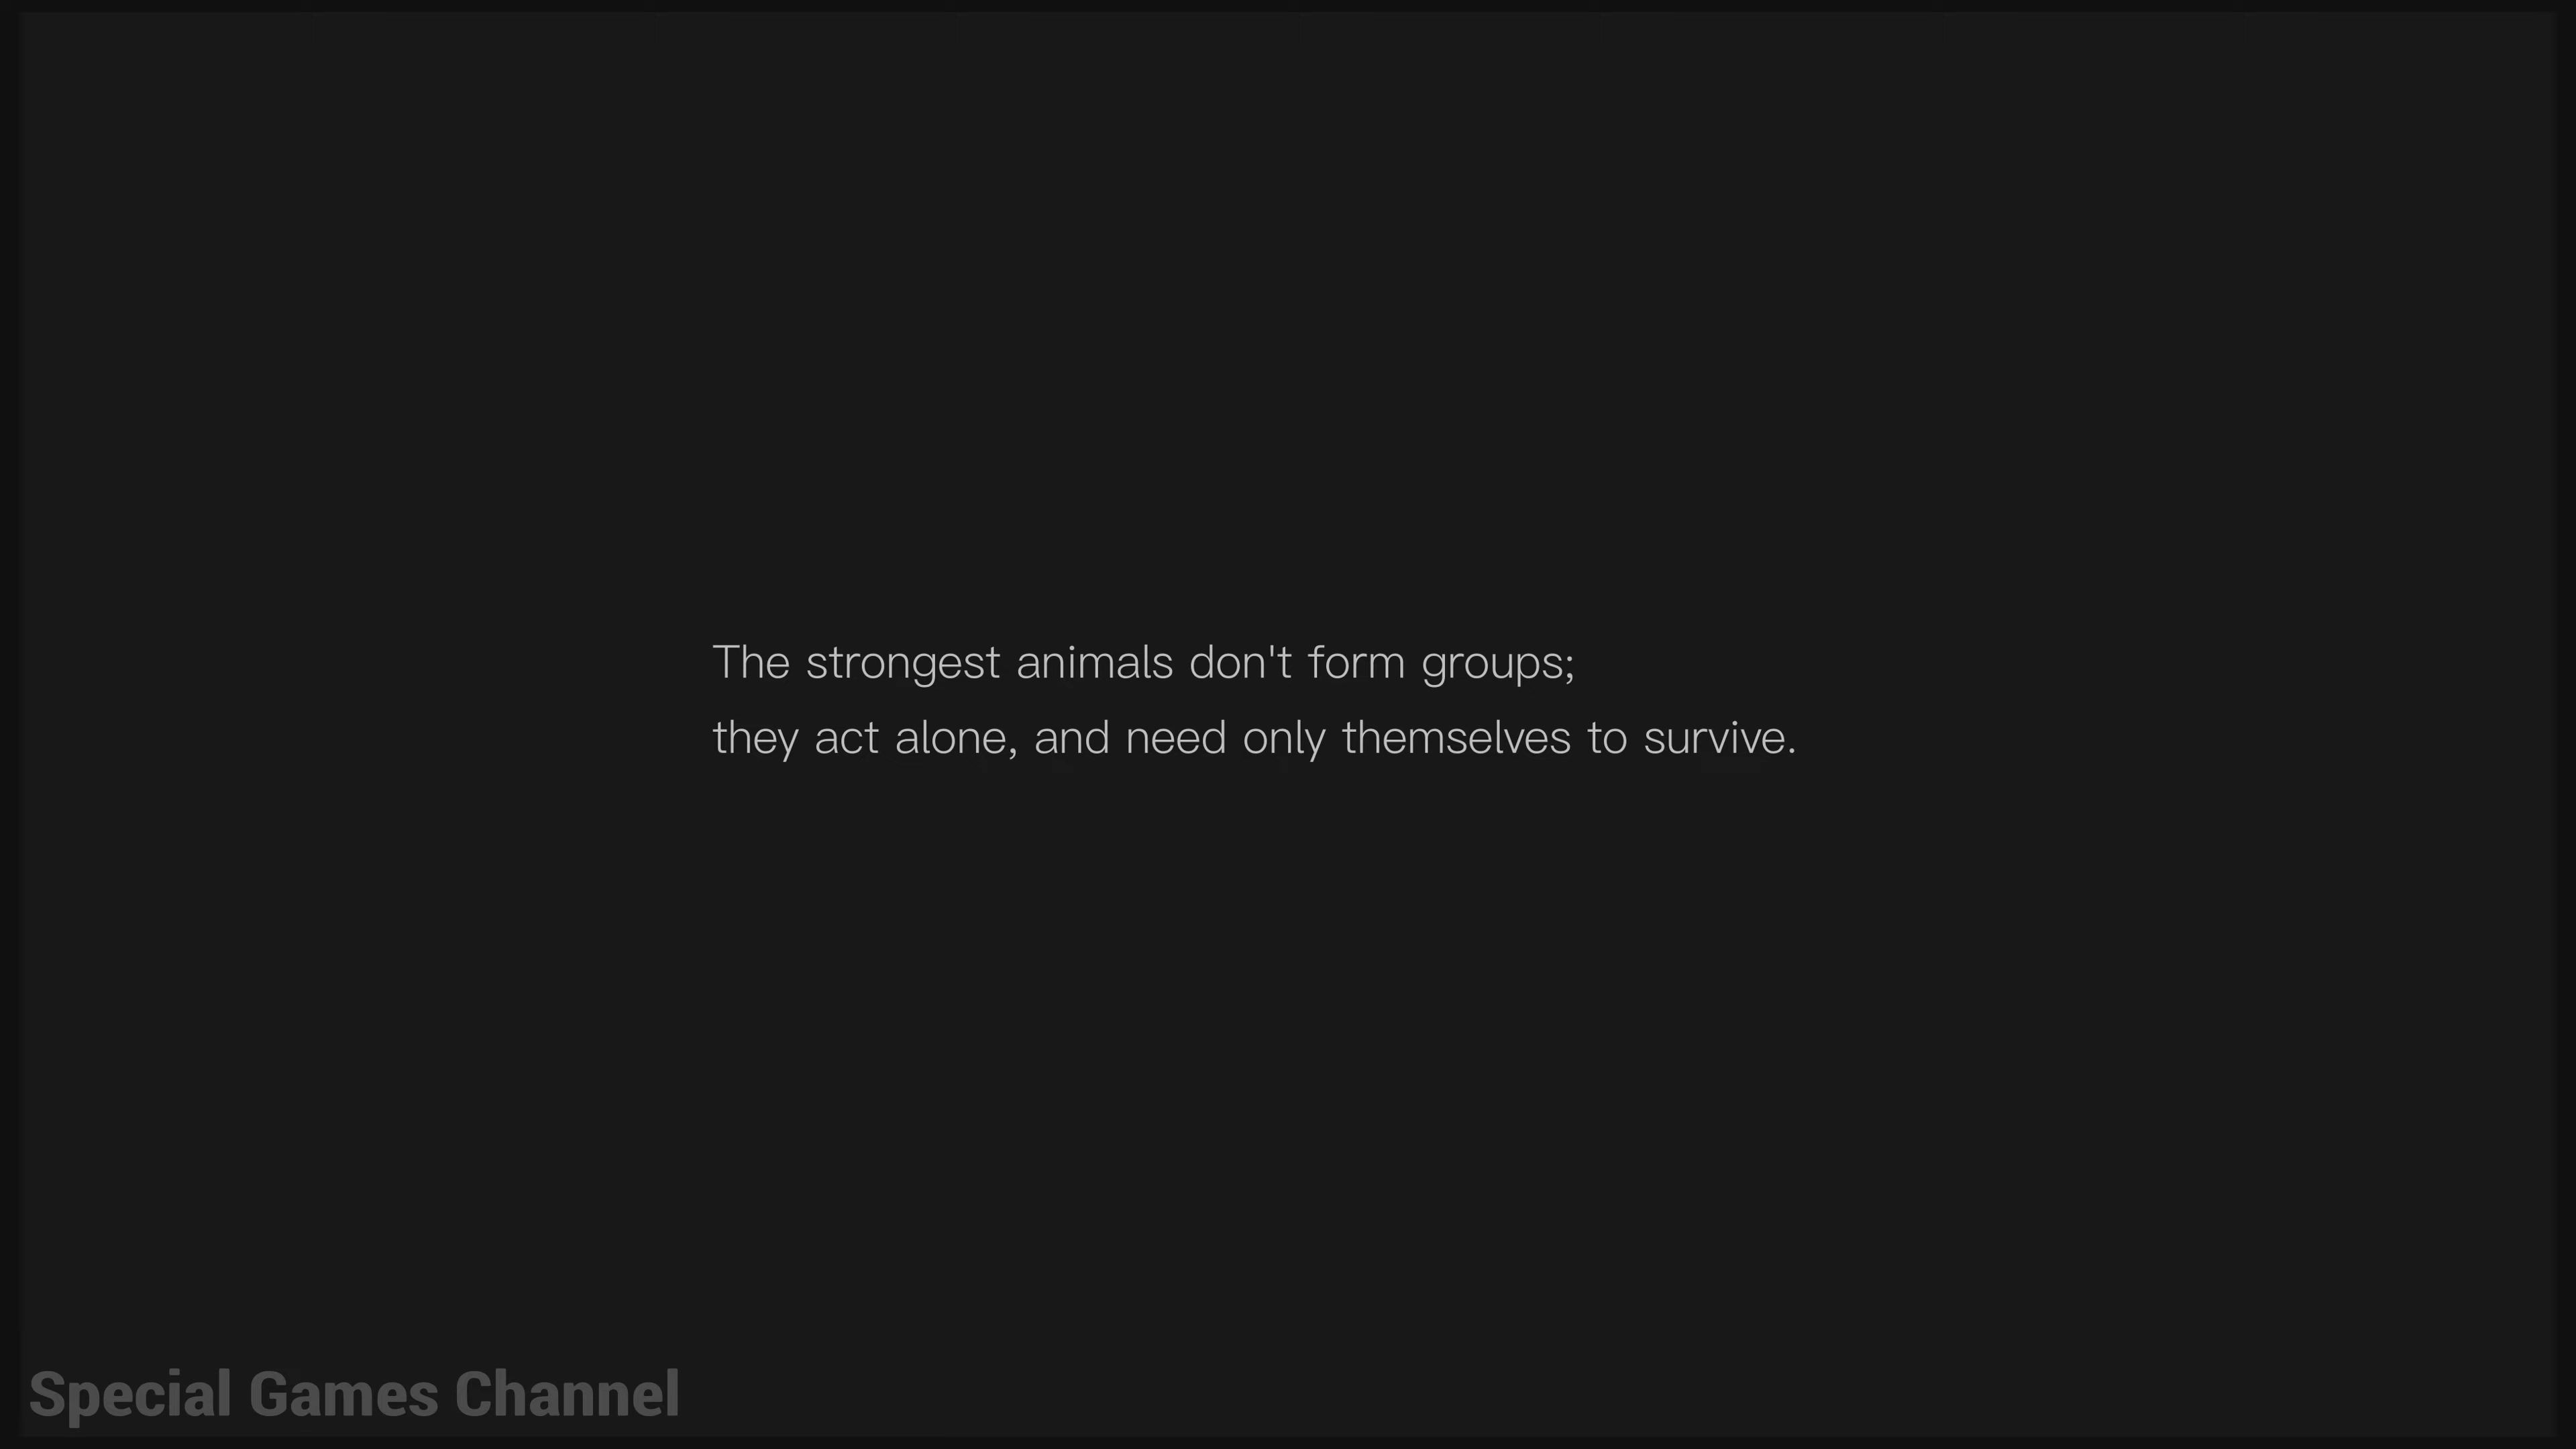 The strongest animals don't form groups;
they act alone, and need only themselves to survive.
Special Games Channel